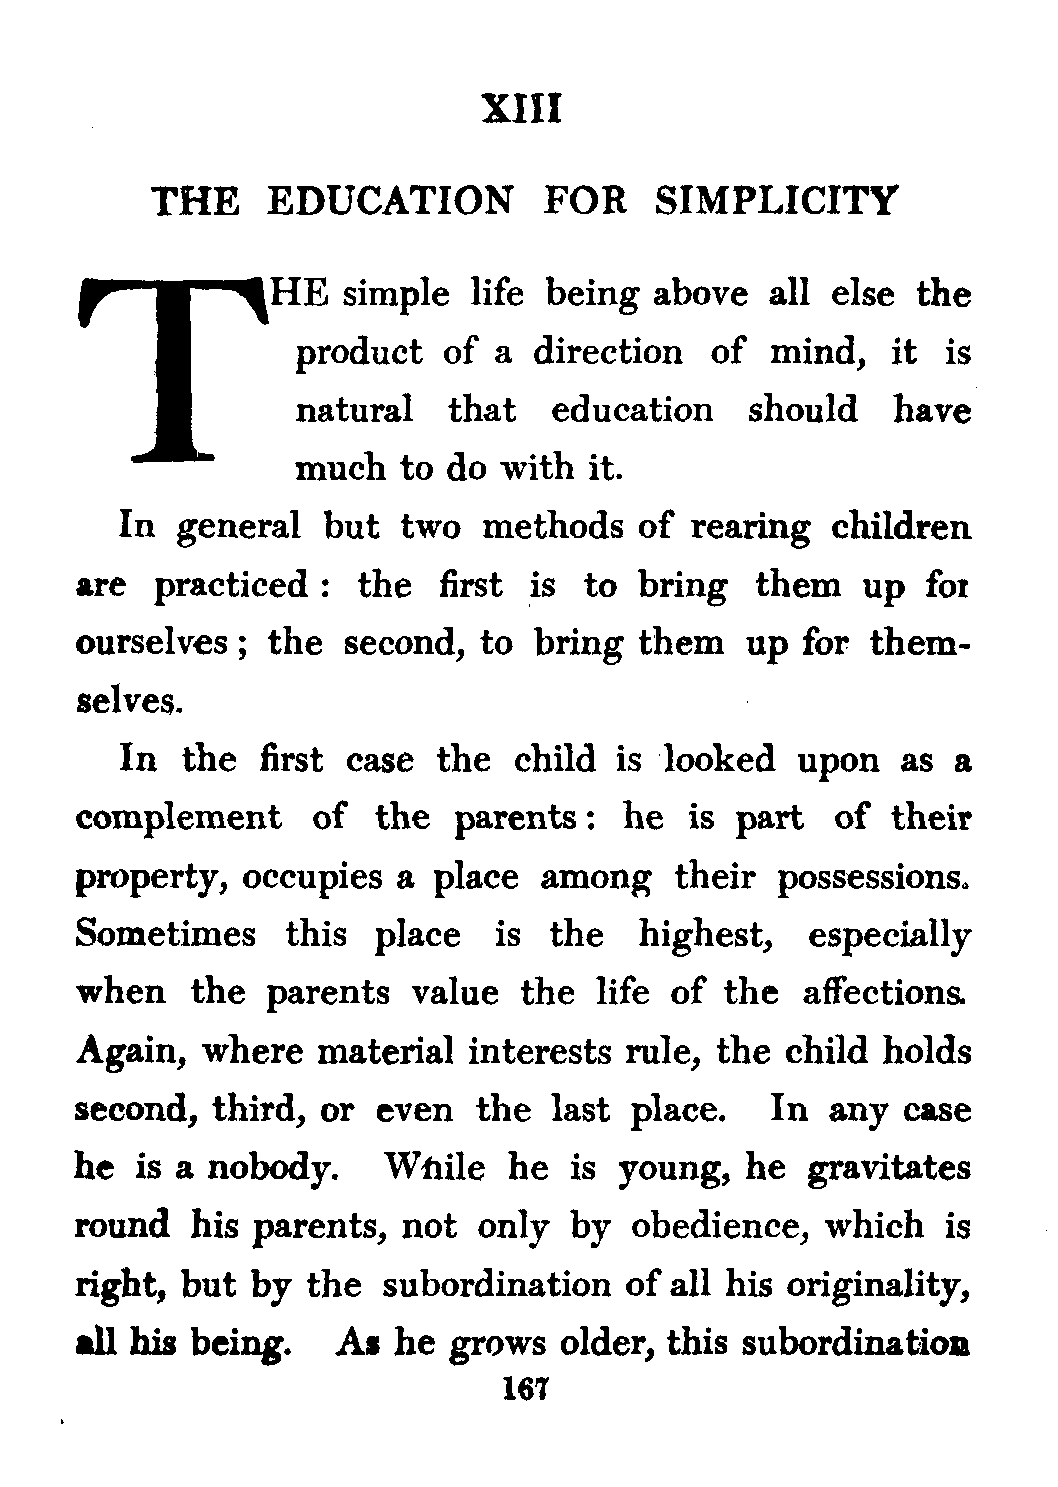 XIII
THE EDUCATION FOR SIMPLICITY
THE simple life being above all else the
product of a direction of mind, it is
natural that education should have
much to do with it.
In general but two methods of rearing children
are practiced : the first is to bring them up for
ourselves ; the second, to bring them up for them-
selves.
In the first case the child is looked upon as a
complement of the parents : he is part of their
property, occupies a place among their possessions.
Sometimes this place is the highest, especially
when the parents value the life of the affections.
Again, where material interests rule, the child holds
second, third, or even the last place. In any case
he is a nobody. While he is young, he gravitates
round his parents, not only by obedience, which is
right, but by the subordination of all his originality,
all his being. As he grows older, this subordination
167